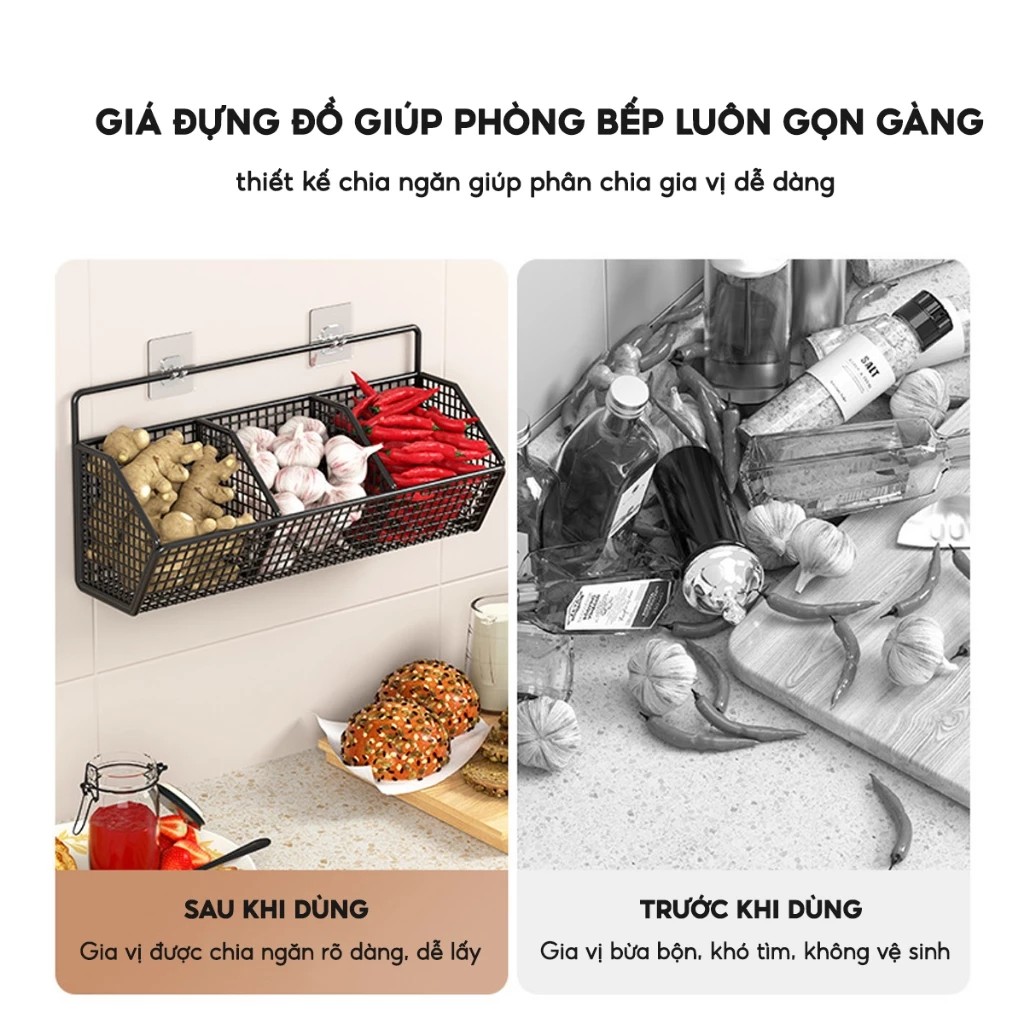 GIÁ ĐỰNG ĐỒ GIÚP PHÒNG BẾP LUÔN GỌN GÀNG
thiết kế chia ngăn giúp phân chia gia vị dễ dàng
SALT
SAU KHI DÙNG
Gia vị được chia ngăn rõ dàng, dễ lấy
TRƯỚC KHI DÙNG
Gia vị bừa bộn, khó tìm, không vệ sinh